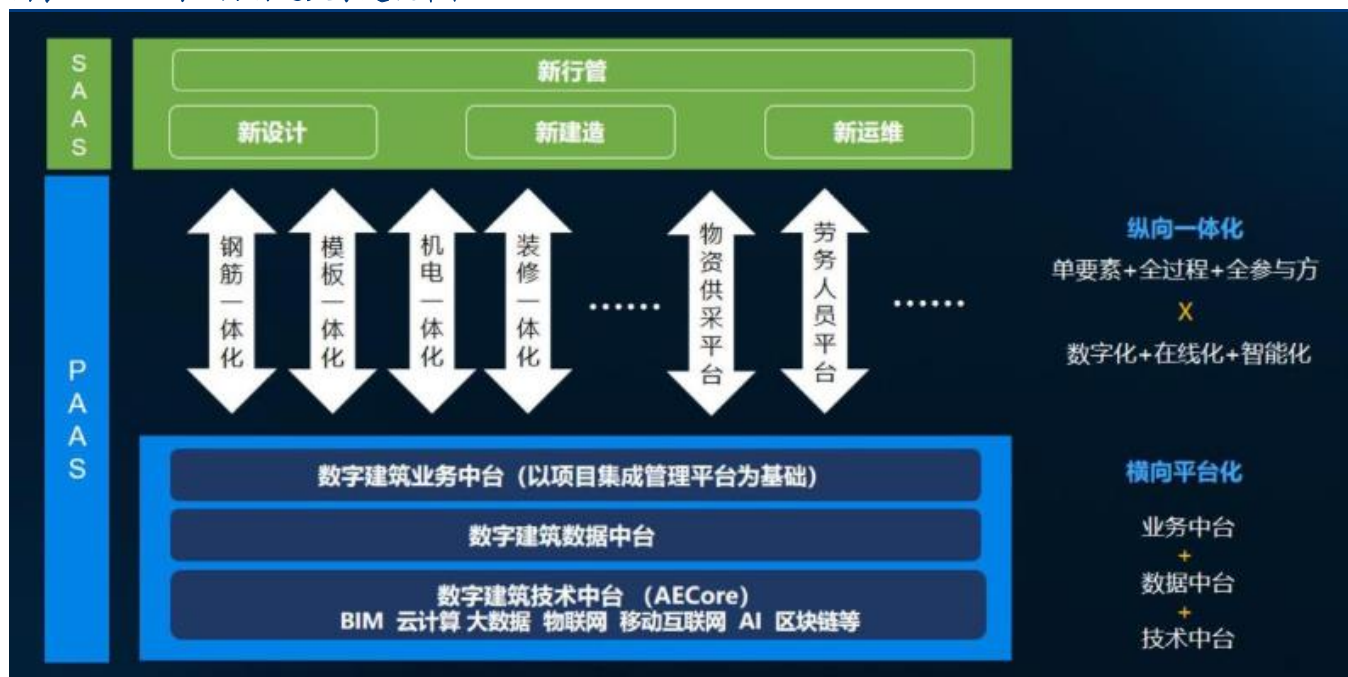 SAAS
新行管
新设计 新建造 新运维
PAAS
钢筋一体化
模板一体化
机电一体化
装修一体化
……
物资供采平台
劳务人员平台
……
纵向一体化
单要素+全过程+全参与方
X
数字化+在线化+智能化
数字建筑业务中台（以项目集成管理平台为基础）
数字建筑数据中台
数字建筑技术中台 （AECore）
BIM 云计算 大数据 物联网 移动互联网 AI 区块链等
横向平台化
业务中台
+
数据中台
+
技术中台